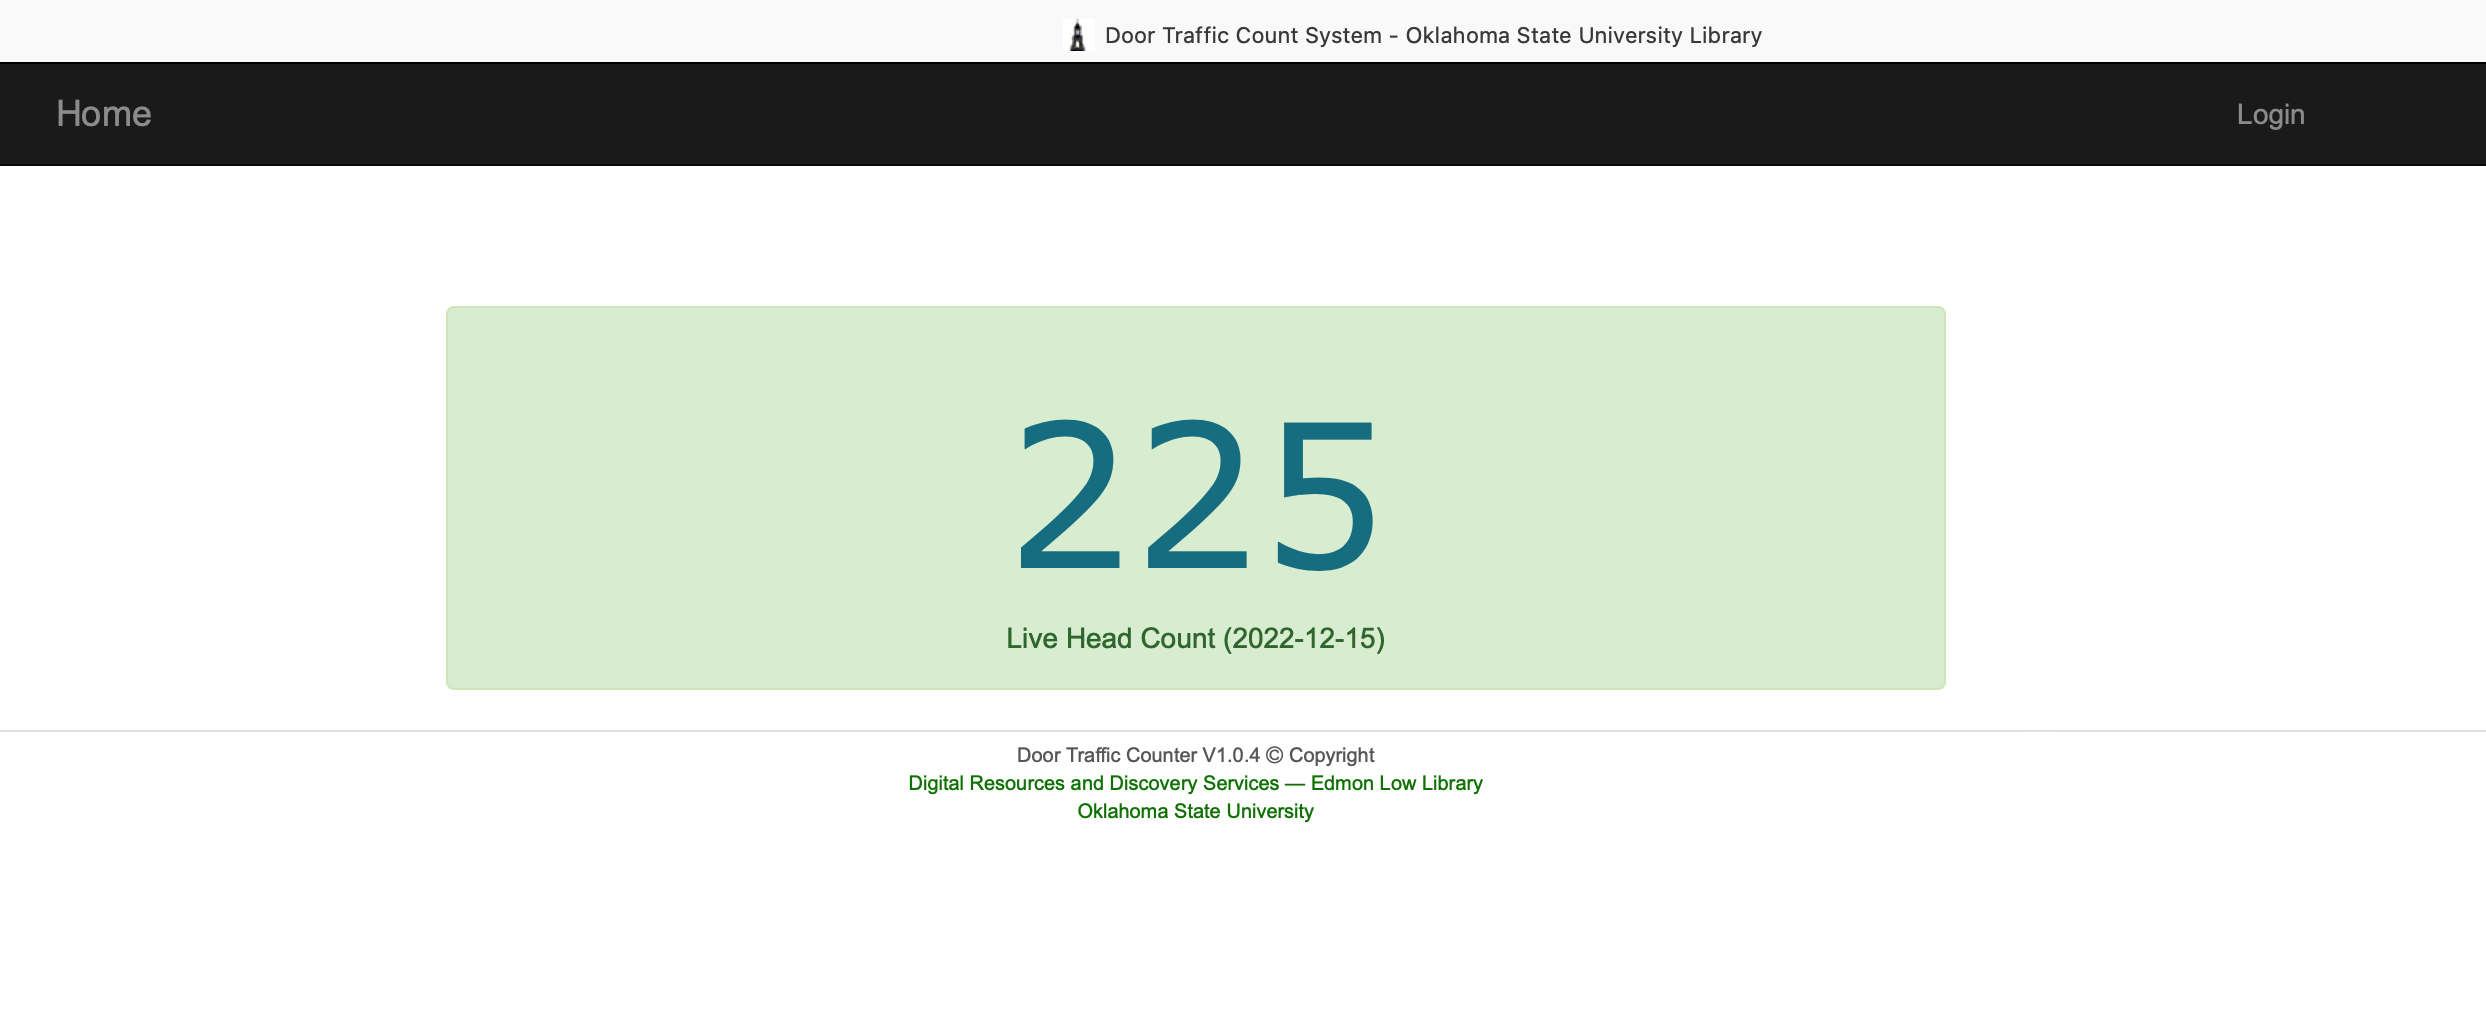 Door Traffic Count System - Oklahoma State University Library
Home
Login
225
Live Head Count (2022-12-15)
Door Traffic Counter V1.0.4 © Copyright
Digital Resources and Discovery Services — Edmon Low Library
Oklahoma State University